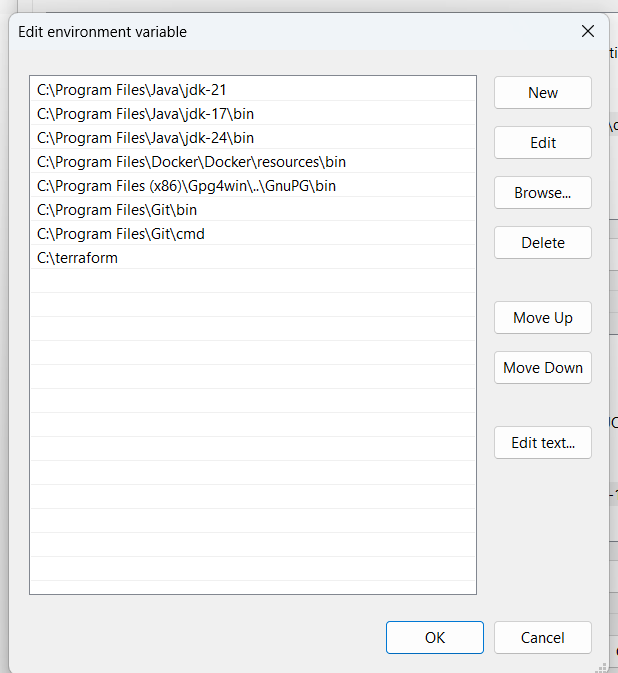 Edit environment variable
C:\Program Files\Java\jdk-21
C:\Program Files\Java\jdk-17\bin
C:\Program Files\Java\jdk-24\bin
C:\Program Files\Docker\Docker\resources\bin
C:\Program Files (x86)\Gpg4win\..\GnuPG\bin
C:\Program Files\Git\bin
C:\Program Files\Git\cmd
C:\terraform
New
Edit
Browse...
Delete
Move Up
Move Down
Edit text...
OK
Cancel